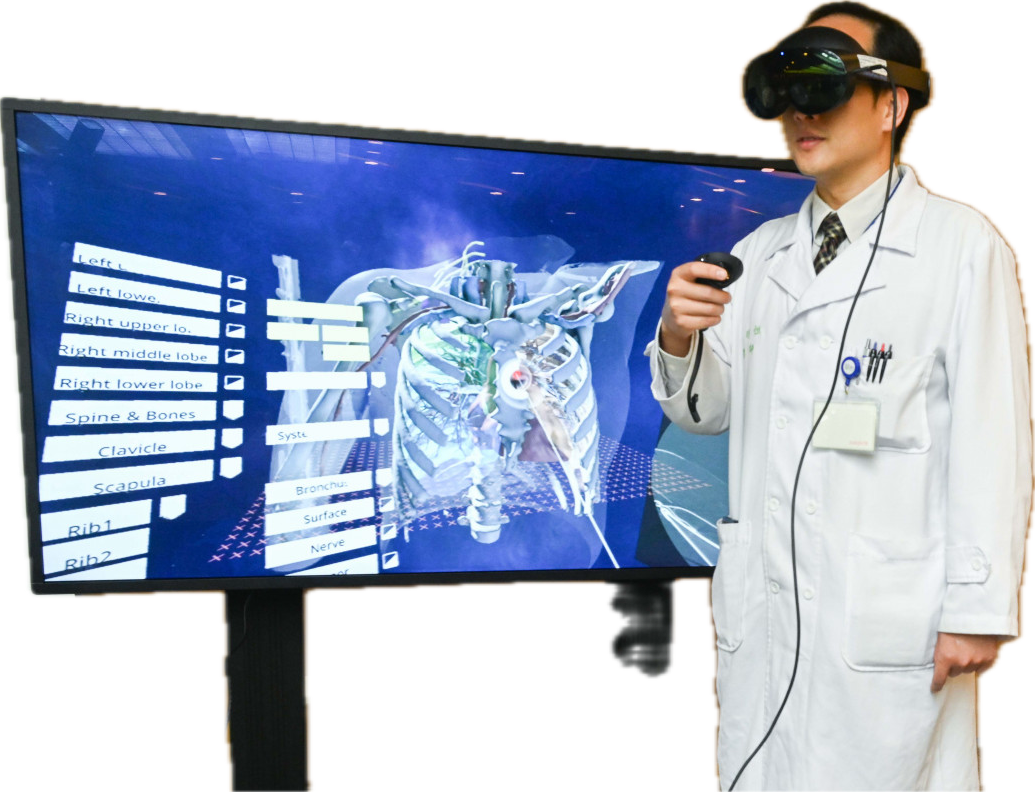 Left
Left lowe.
Right upper lo.
Right middle lobe
Right lower lobe
Spine & Bones
Clavicle
Scapula
Rib1
Rib2
Syste
Bronchu
Surface
Nerve